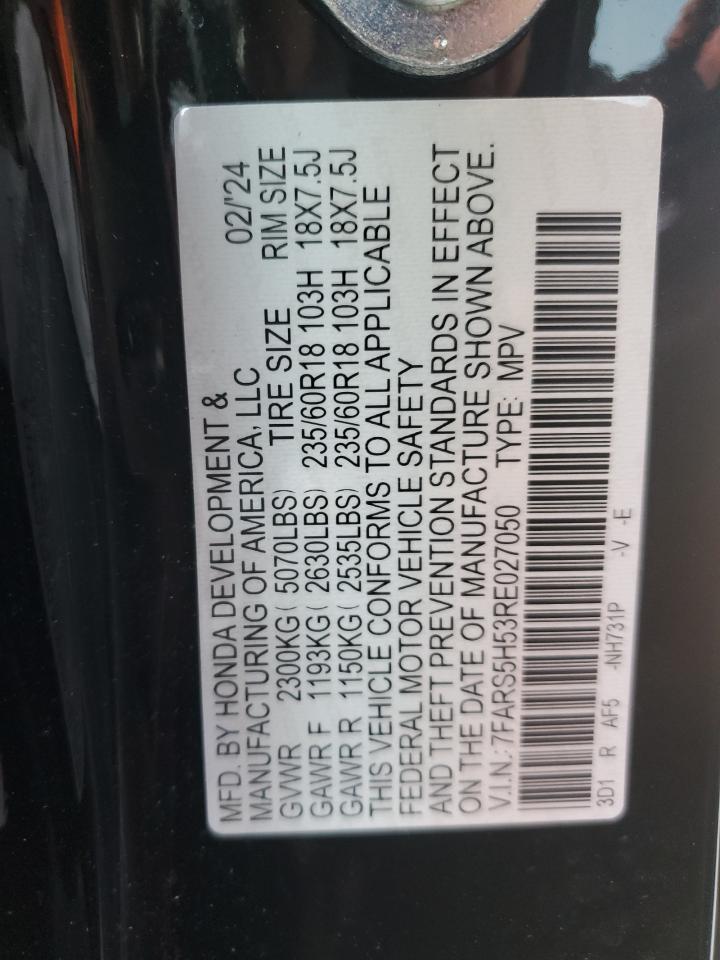 MFD. BY HONDA DEVELOPMENT &
MANUFACTURING OF AMERICA, LLC 02/'24
GVWR 2300KG( 5070LBS) TIRE SIZE RIM SIZE
GAWR F 1193KG( 2630LBS) 235/60R18 103H 18X7.5J
GAWR R 1150KG( 2535LBS) 235/60R18 103H 18X7.5J
THIS VEHICLE CONFORMS TO ALL APPLICABLE
FEDERAL MOTOR VEHICLE SAFETY
AND THEFT PREVENTION STANDARDS IN EFFECT
ON THE DATE OF MANUFACTURE SHOWN ABOVE.
V.I.N.: 7FARS5H53RE027050 TYPE: MPV
3D1 R AF5 -NH731P -V -E